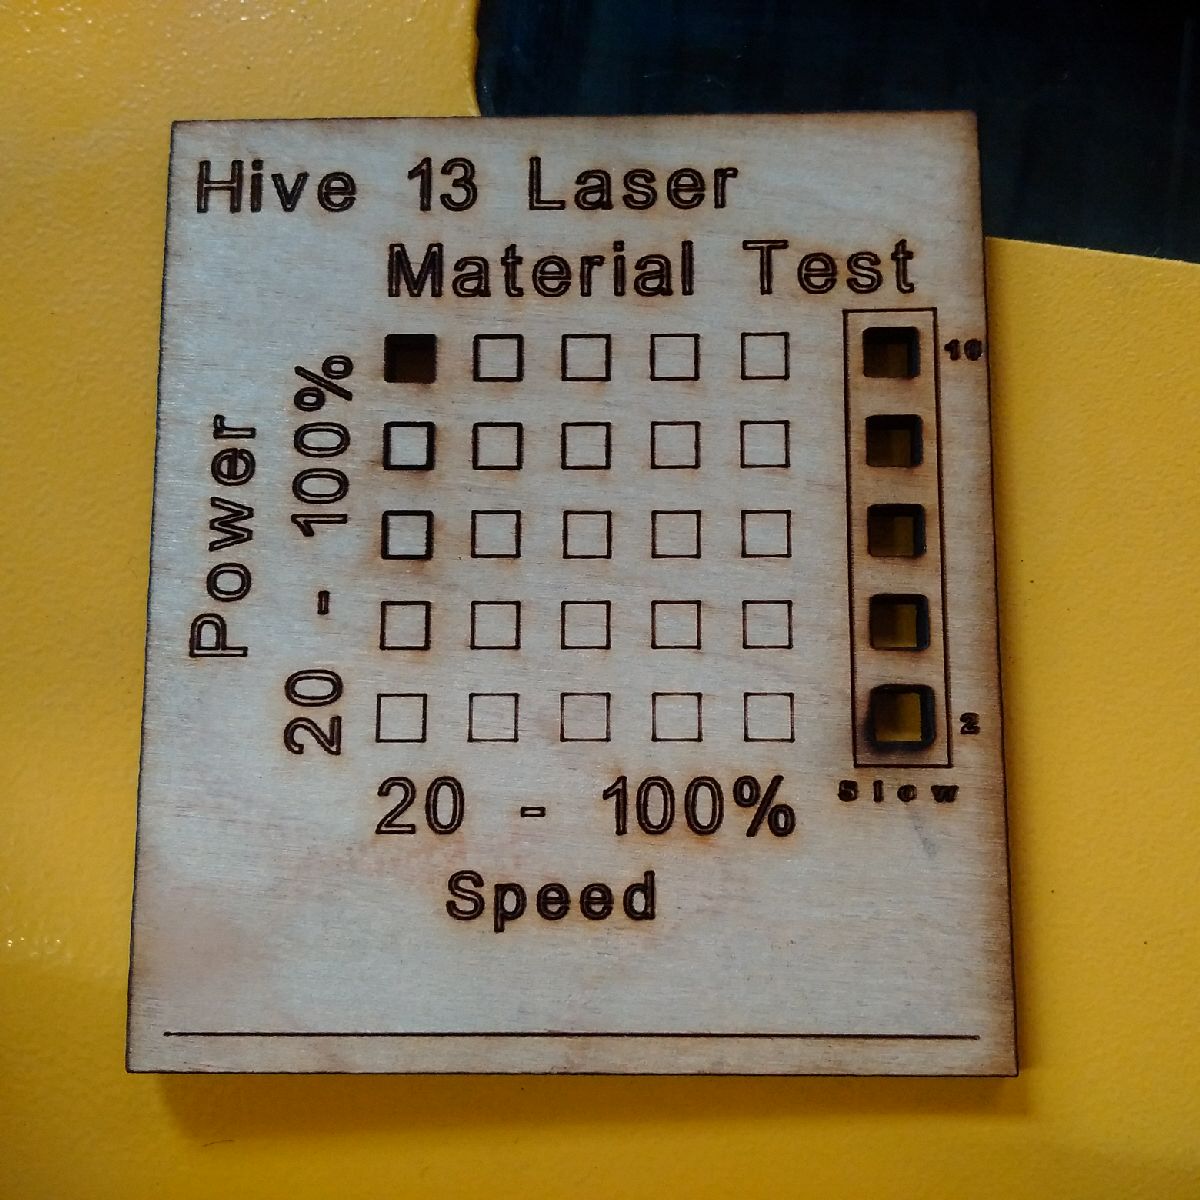 Hive 13 Laser
Material Test
Power
20 - 100%
10
2
Slow
20 - 100%
Speed